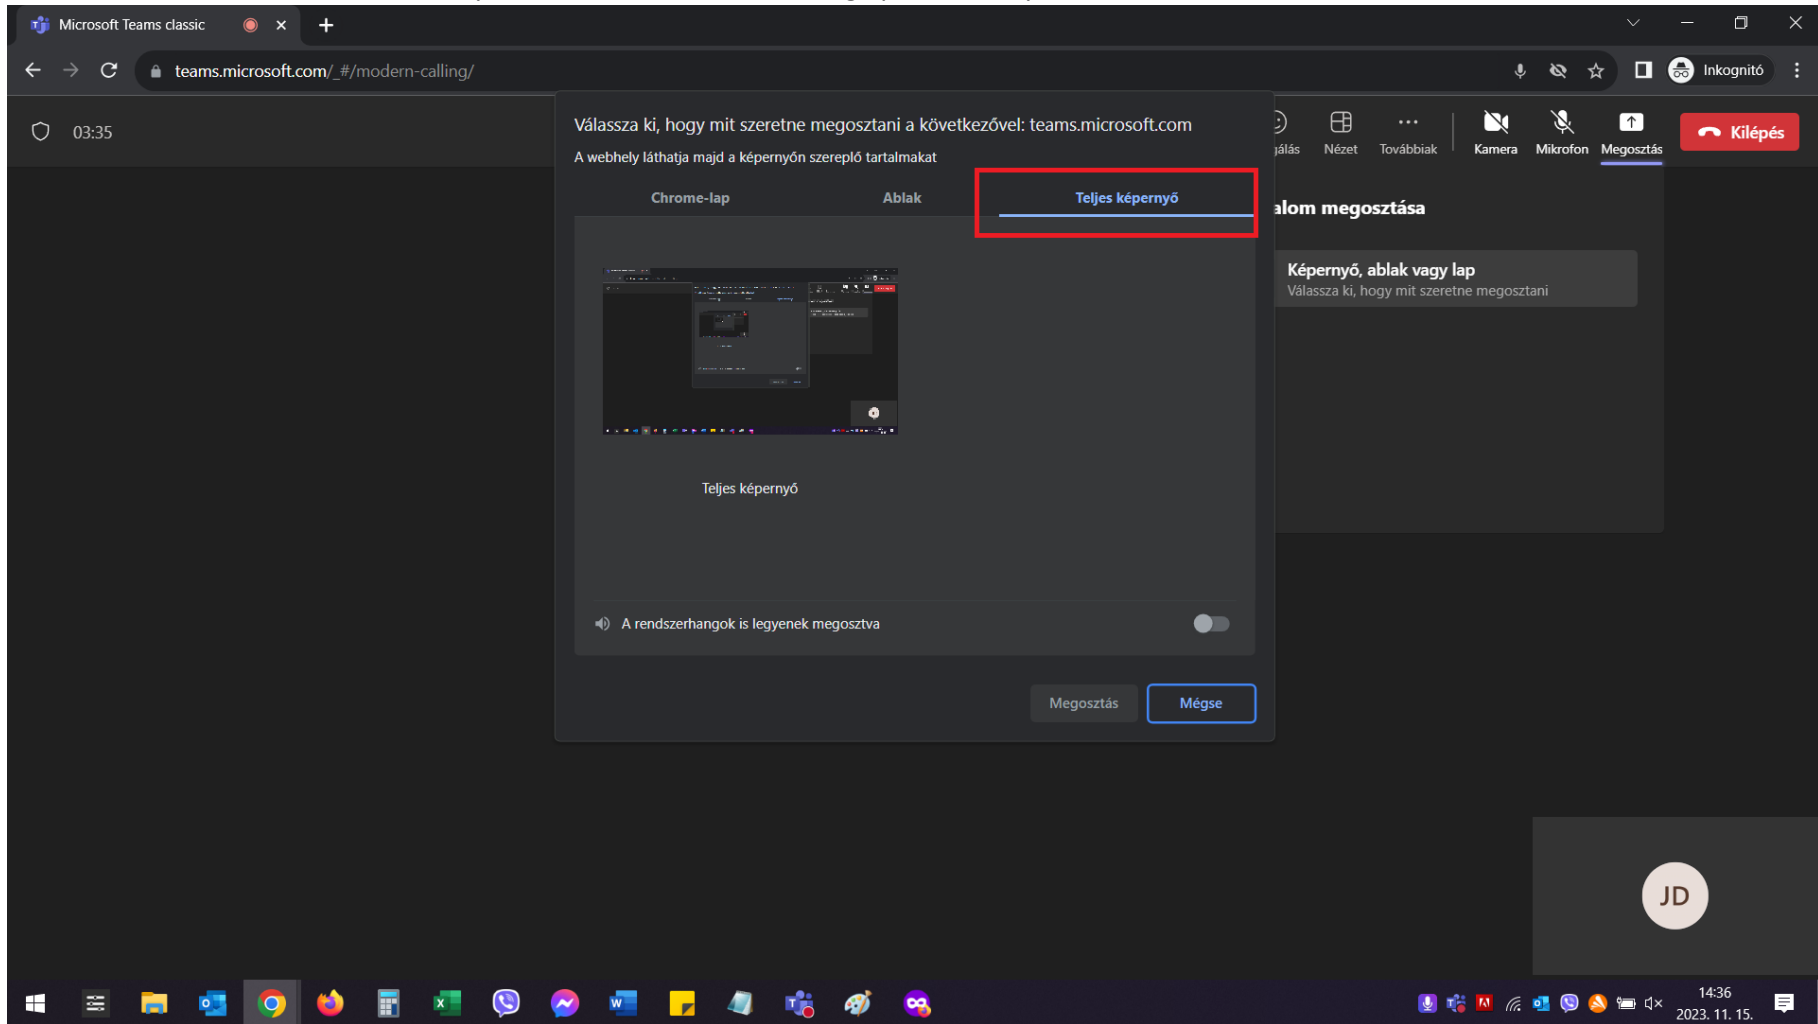 Microsoft Teams classic
teams.microsoft.com/_#/modern-calling/
Inkognitó
03:35
Válassza ki, hogy mit szeretne megosztani a következővel: teams.microsoft.com
A webhely láthatja majd a képernyőn szereplő tartalmakat
Chrome-lap
Ablak
Teljes képernyő
Teljes képernyő
A rendszerhangok is legyenek megosztva
Megosztás
Mégse
Nézet
Továbbiak
Kamera
Mikrofon
Megosztás
Kilépés
alom megosztása
Képernyő, ablak vagy lap
Válassza ki, hogy mit szeretne megosztani
JD
14:36
2023. 11. 15.